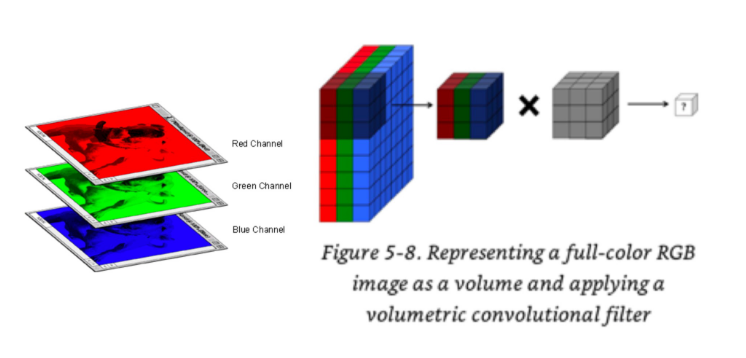 Red Channel
Green Channel
Blue Channel
?
Figure 5-8. Representing a full-color RGB
image as a volume and applying a
volumetric convolutional filter